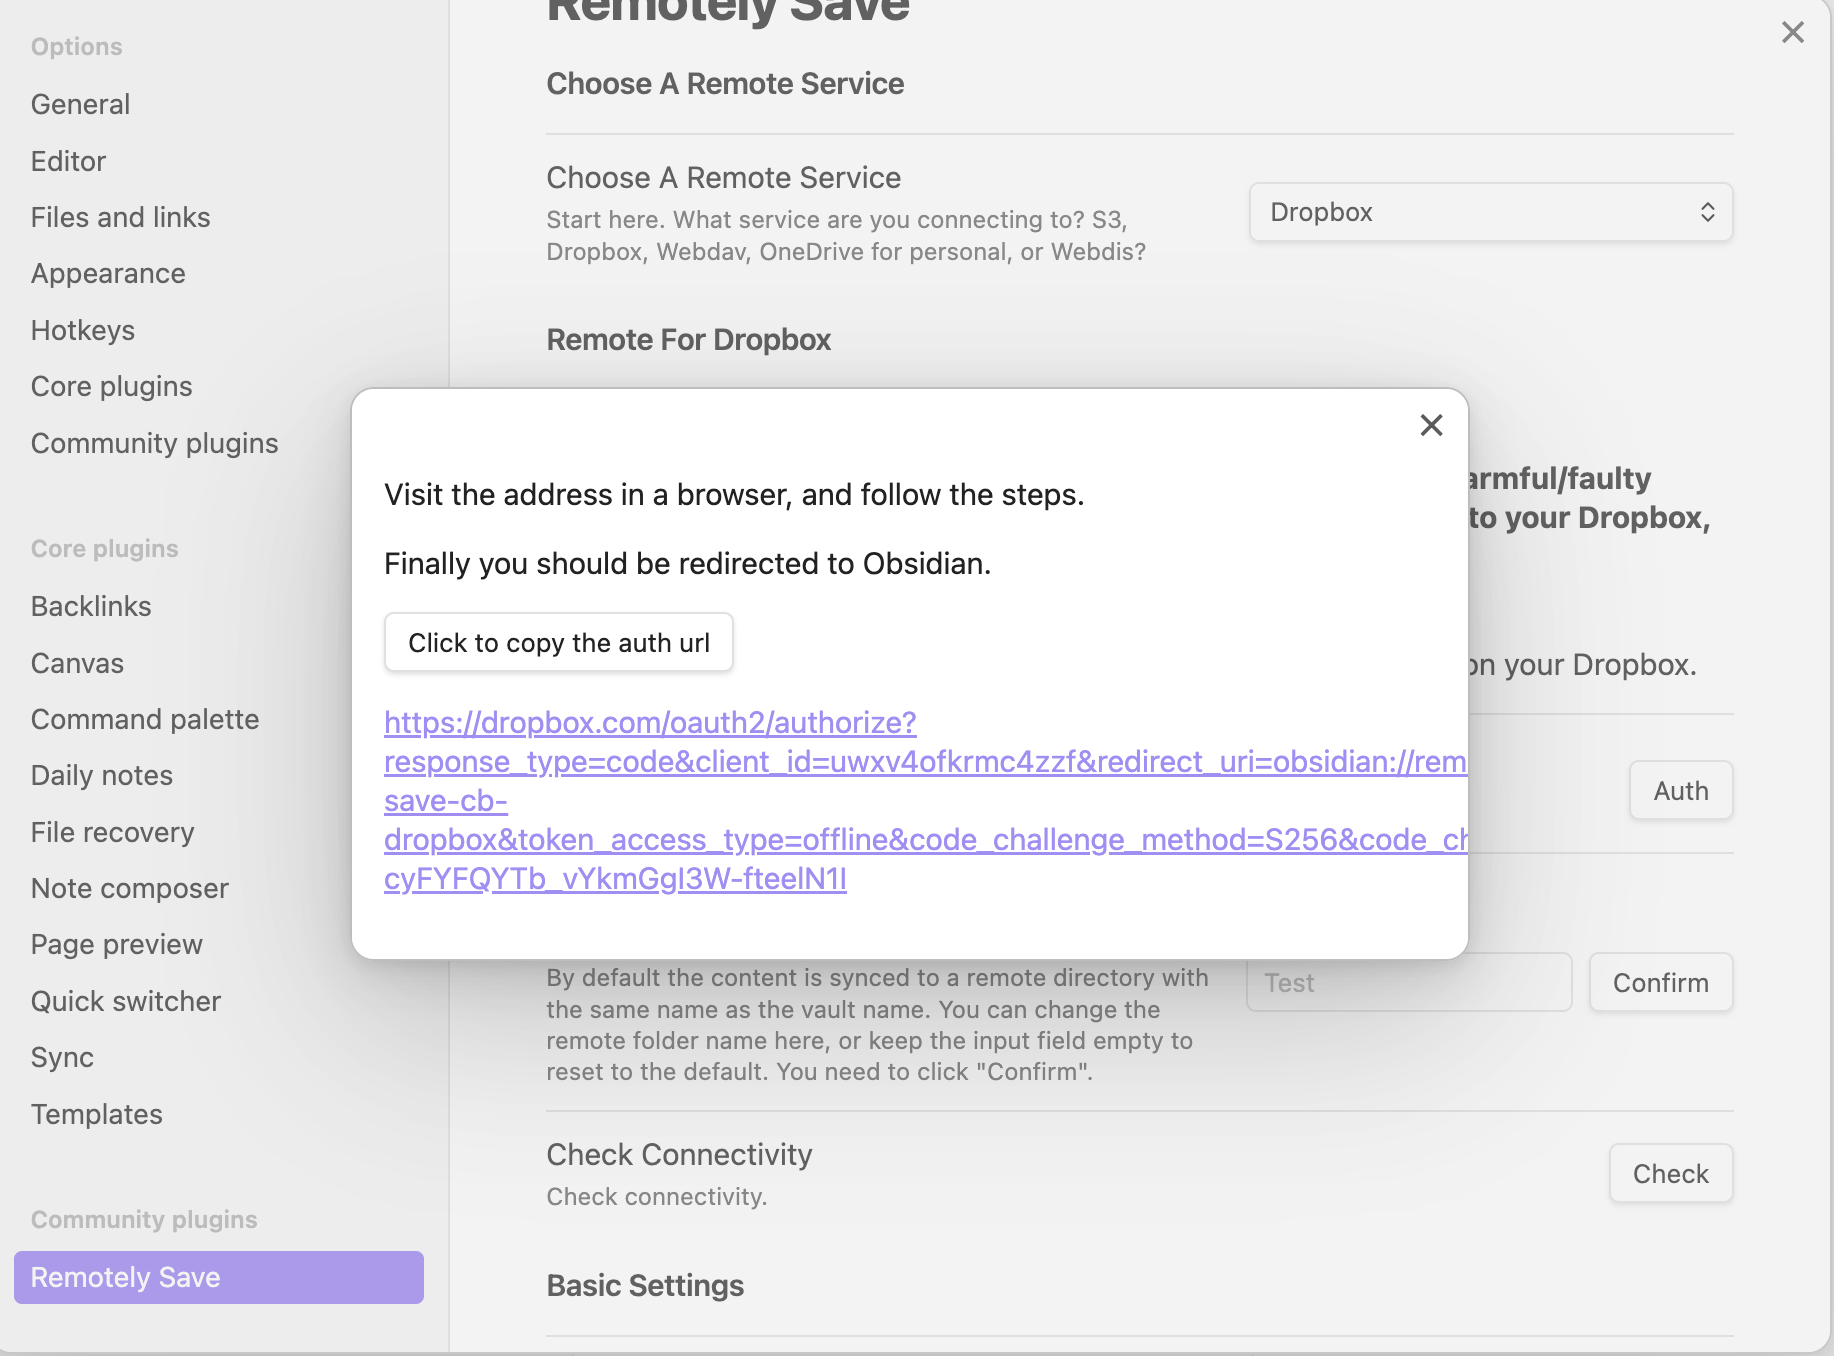 Options
General
Editor
Files and links
Appearance
Hotkeys
Core plugins
Community plugins
Core plugins
Backlinks
Canvas
Command palette
Daily notes
File recovery
Note composer
Page preview
Quick switcher
Sync
Templates
Community plugins
Remotely Save
Remotely Save
Choose A Remote Service
Choose A Remote Service
Start here. What service are you connecting to? S3,
Dropbox, Webdav, OneDrive for personal, or Webdis?
Dropbox
Remote For Dropbox
armful/faulty
to your Dropbox,
on your Dropbox.
Auth
Visit the address in a browser, and follow the steps.
Finally you should be redirected to Obsidian.
Click to copy the auth url
https://dropbox.com/oauth2/authorize?
response_type=code&client_id=uwxv4ofkrmc4zzf&redirect_uri=obsidian://rem
save-cb-
dropbox&token_access_type=offline&code_challenge_method=S256&code_ch
cyFYFQYTb_vYkmGgI3W-fteelN1I
By default the content is synced to a remote directory with
the same name as the vault name. You can change the
remote folder name here, or keep the input field empty to
reset to the default. You need to click "Confirm".
Test
Confirm
Check Connectivity
Check connectivity.
Check
Basic Settings